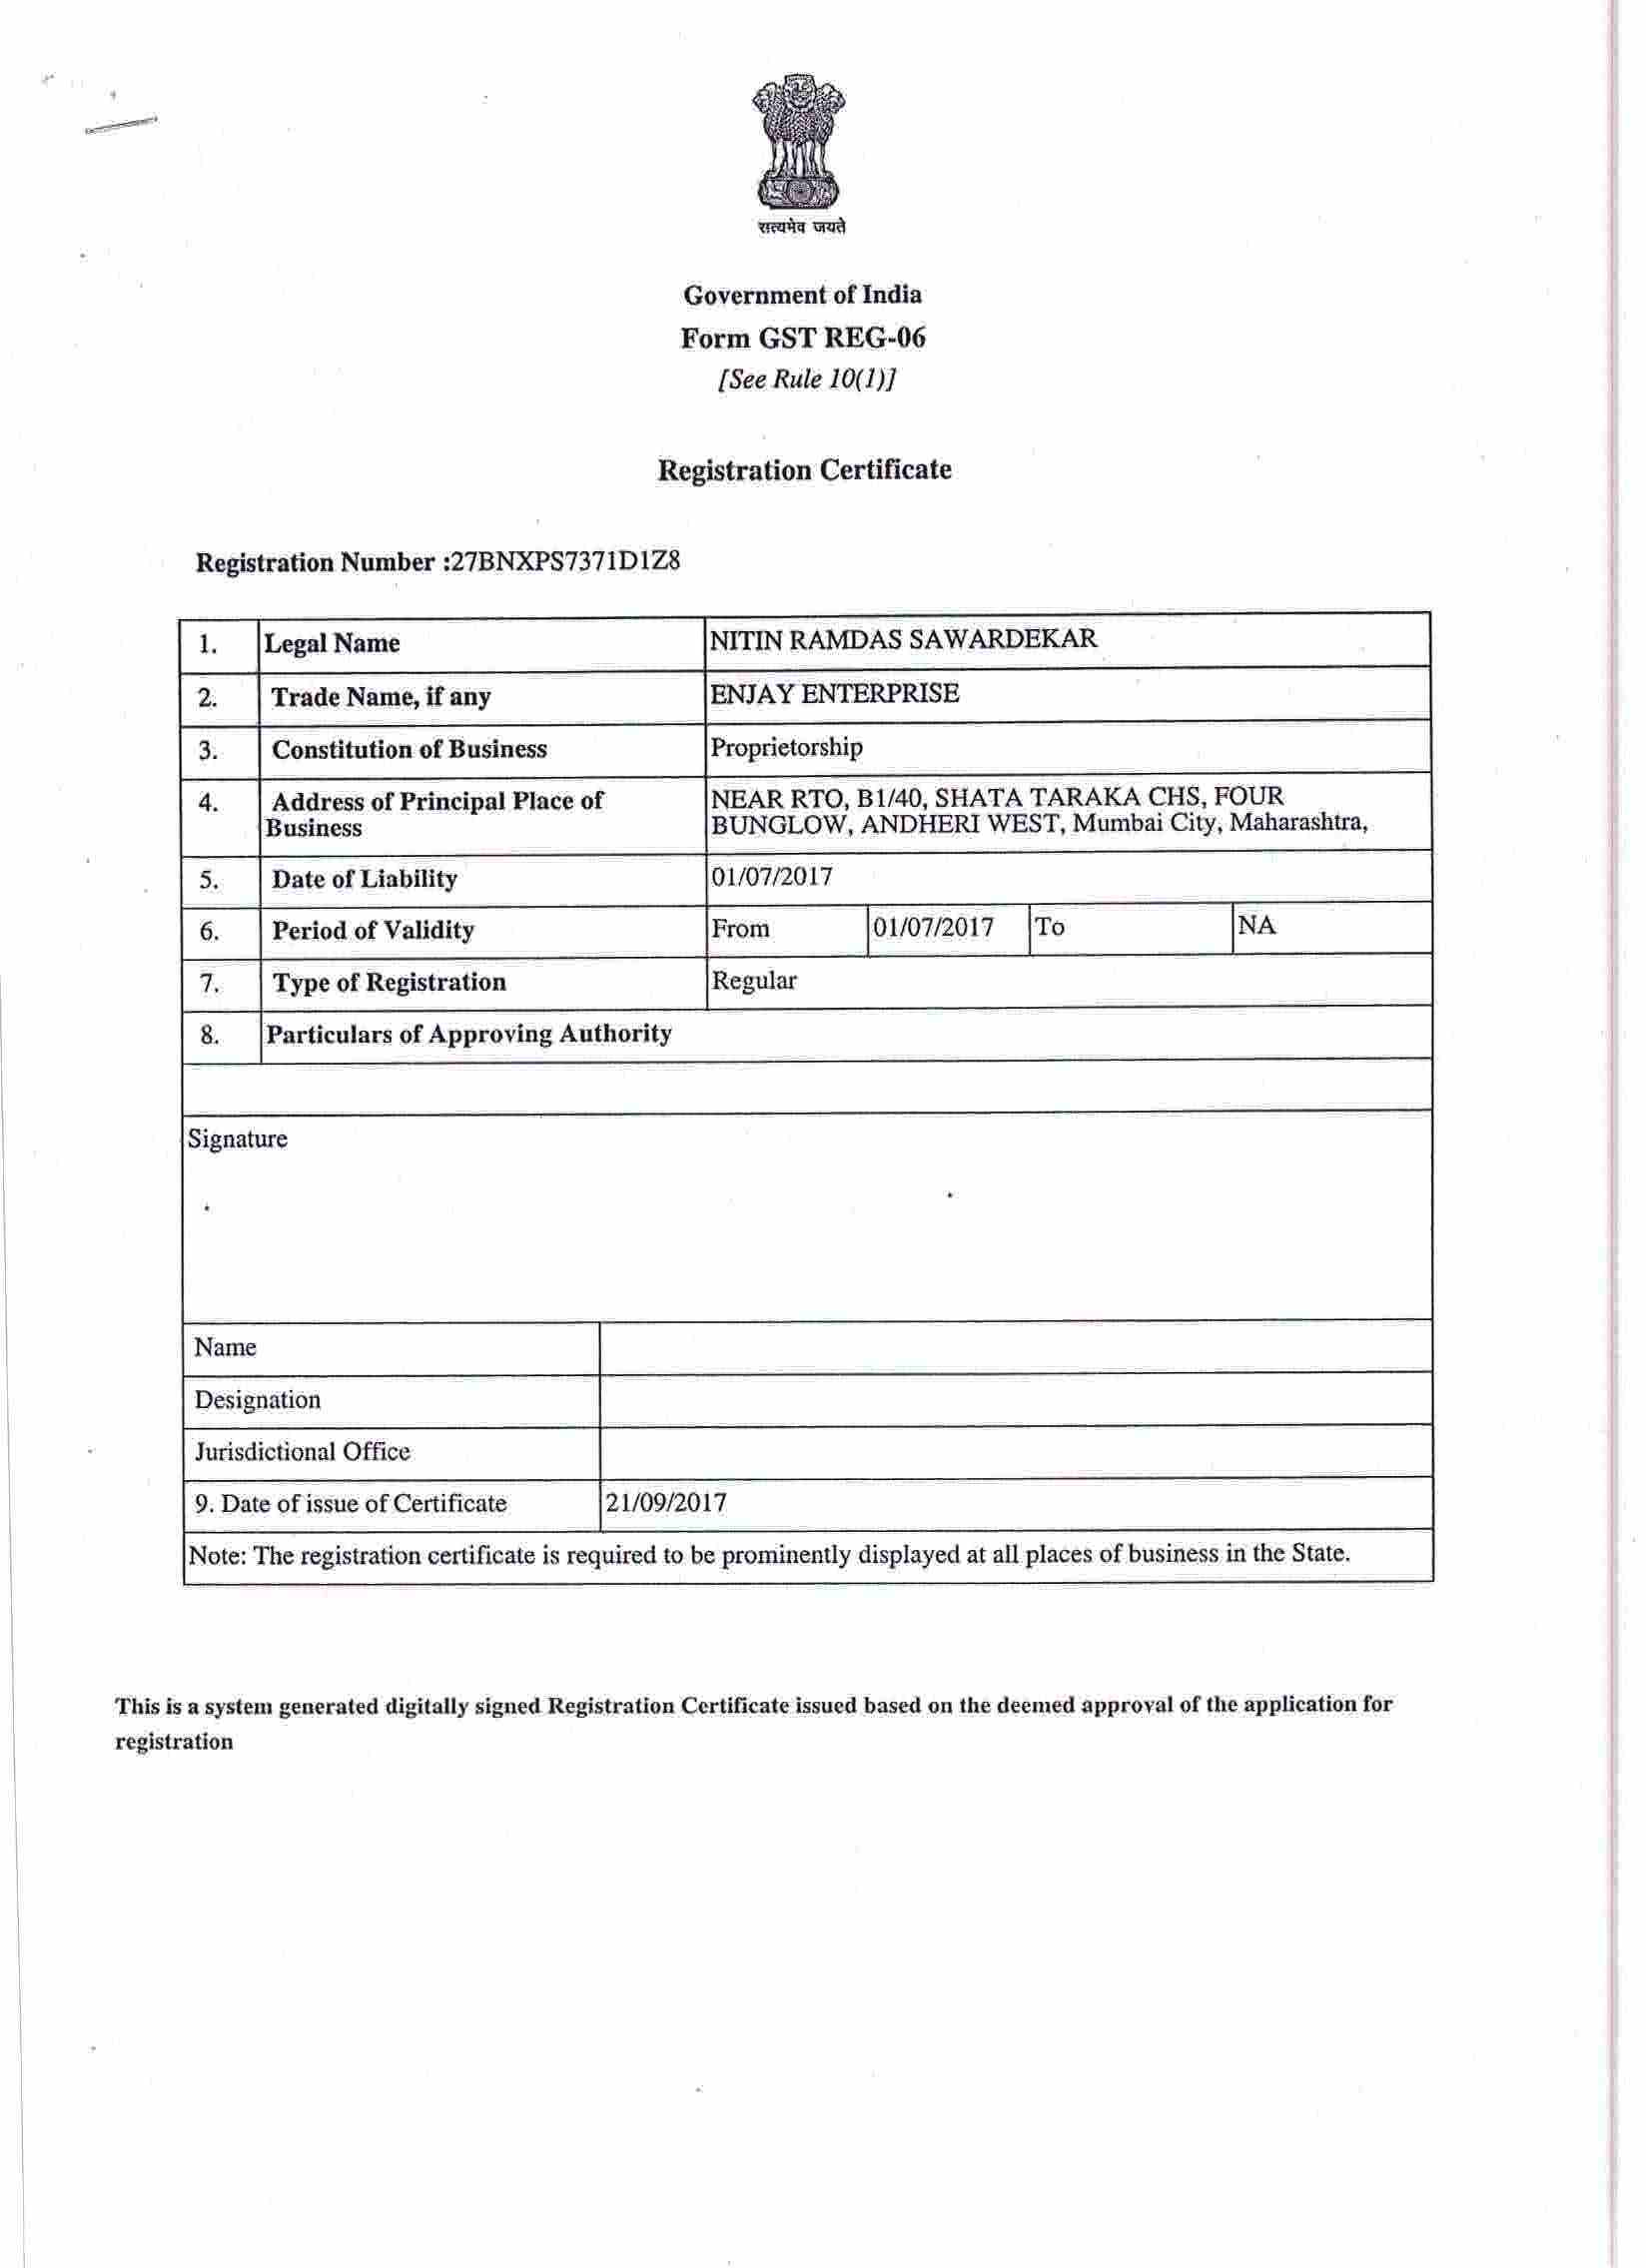 सत्यमेव जयते
Government of India
Form GST REG-06
[See Rule 10(1)]
Registration Certificate
Registration Number :27BNXPS7371D1Z8
1. Legal Name NITIN RAMDAS SAWARDEKAR
2. Trade Name, if any ENJAY ENTERPRISE
3. Constitution of Business Proprietorship
4. Address of Principal Place of Business NEAR RTO, B1/40, SHATA TARAKA CHS, FOUR
BUNGLOW, ANDHERI WEST, Mumbai City, Maharashtra,
5. Date of Liability 01/07/2017
6. Period of Validity From 01/07/2017 To NA
7. Type of Registration Regular
8. Particulars of Approving Authority
Signature
Name
Designation
Jurisdictional Office
9. Date of issue of Certificate 21/09/2017
Note: The registration certificate is required to be prominently displayed at all places of business in the State.
This is a system generated digitally signed Registration Certificate issued based on the deemed approval of the application for
registration